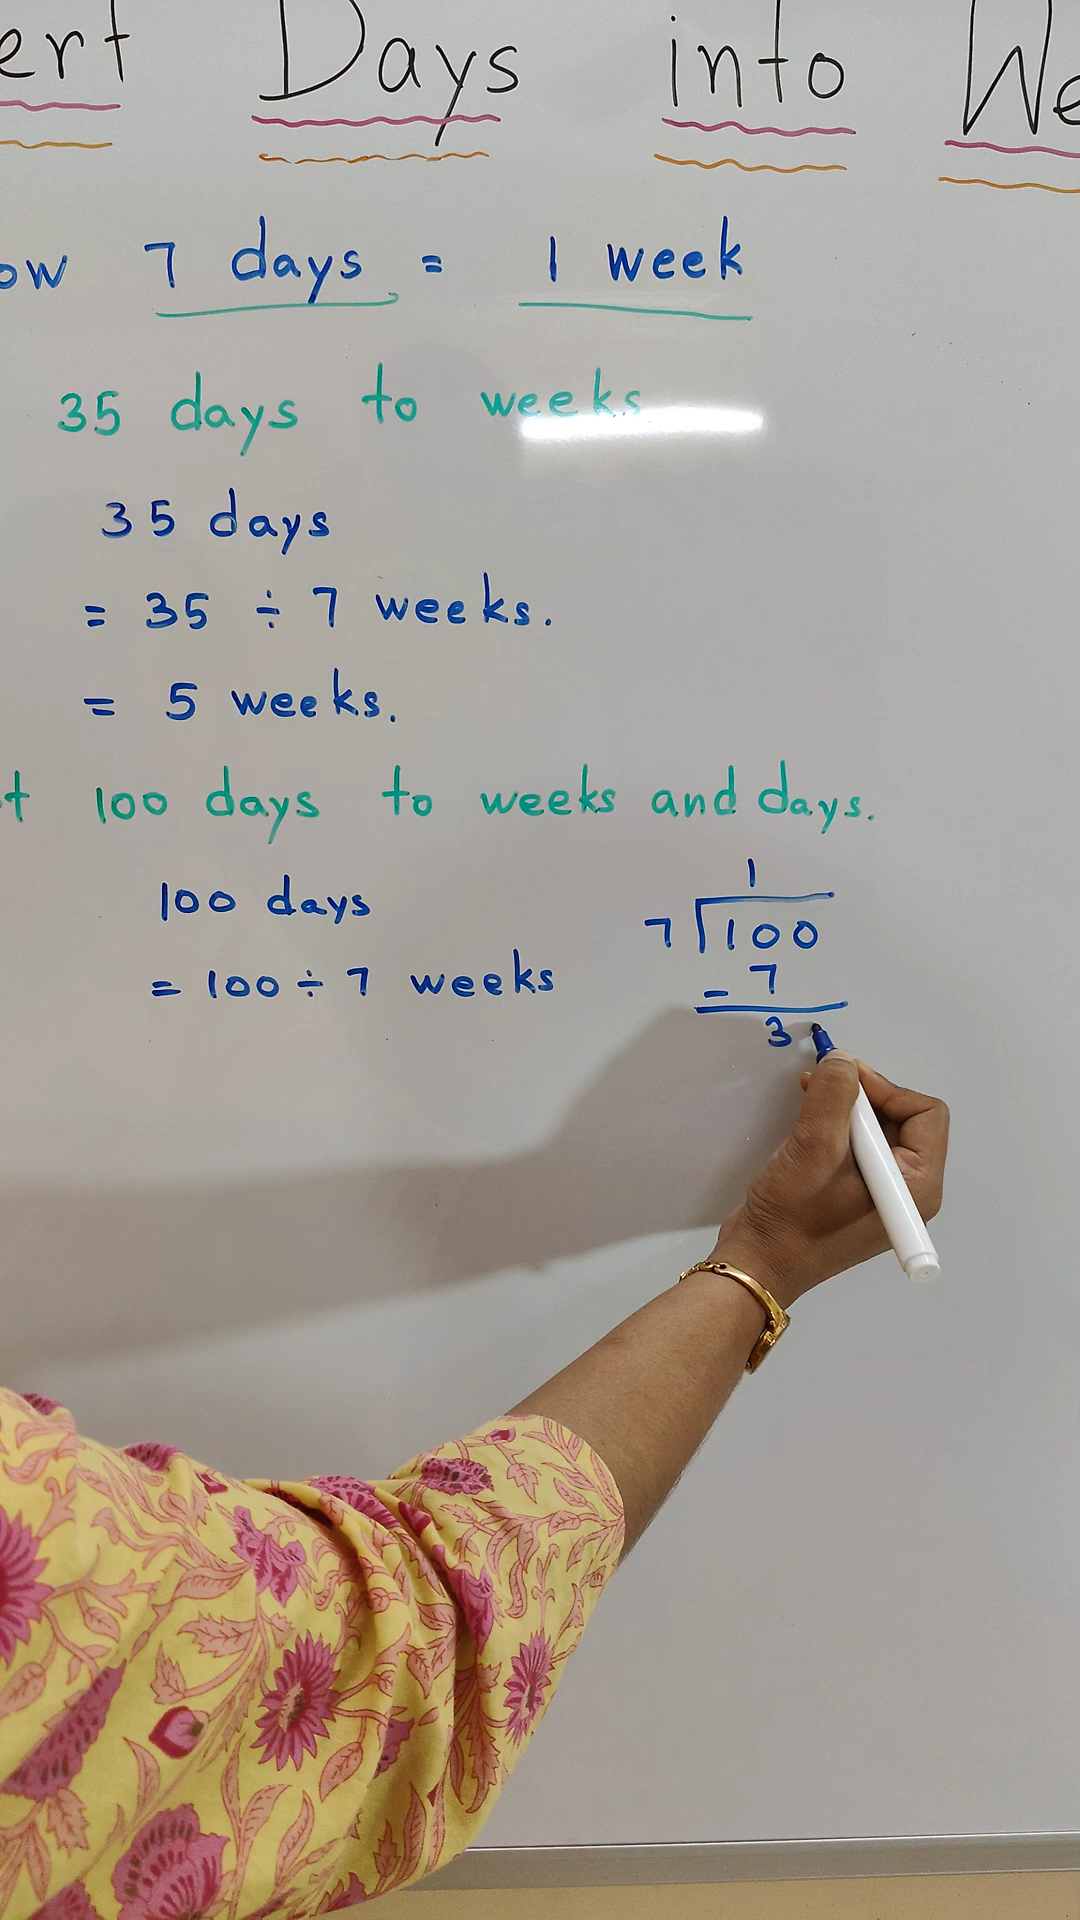 ert Days into We
ow 7 days = 1 week
35 days to weeks
35 days
= 35 ÷ 7 weeks.
= 5 weeks.
t 100 days to weeks and days.
100 days
= 100 ÷ 7 weeks
1
7 100
- 7
3